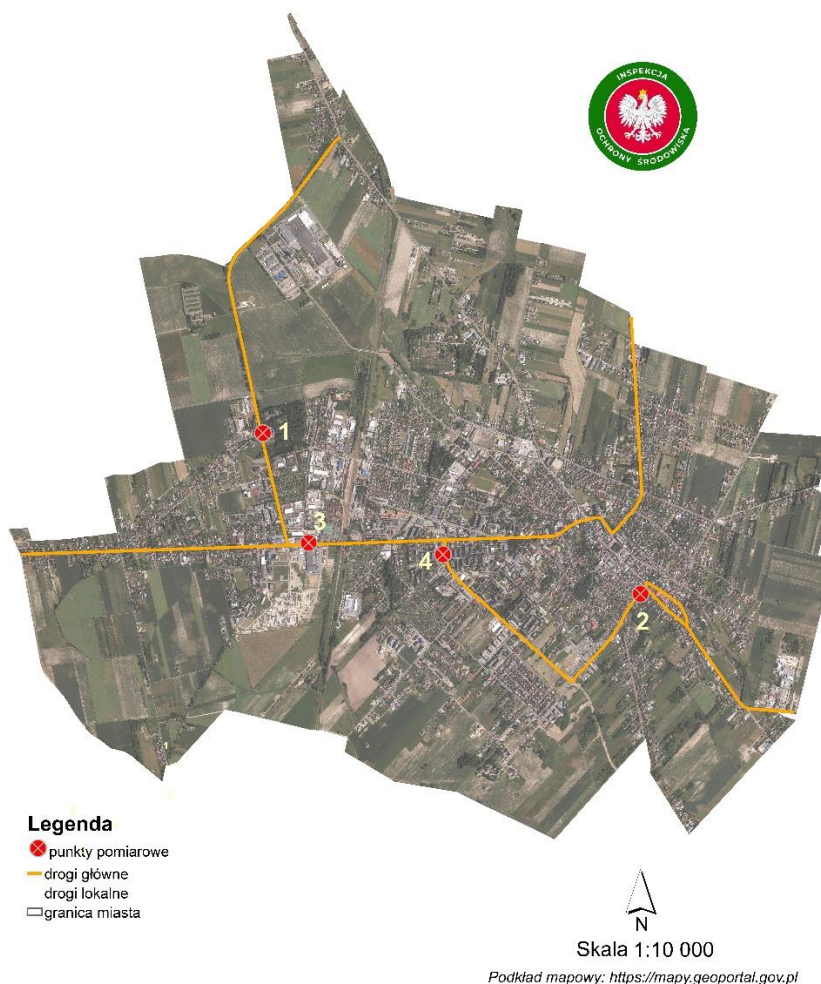 INSPEKCJA
OCHRONY ŚRODOWISKA
1
3
4
2
1
Legenda
punkty pomiarowe
drogi główne
drogi lokalne
granica miasta
N
Skala 1:10 000
Podkład mapowy: https://mapy.geoportal.gov.pl